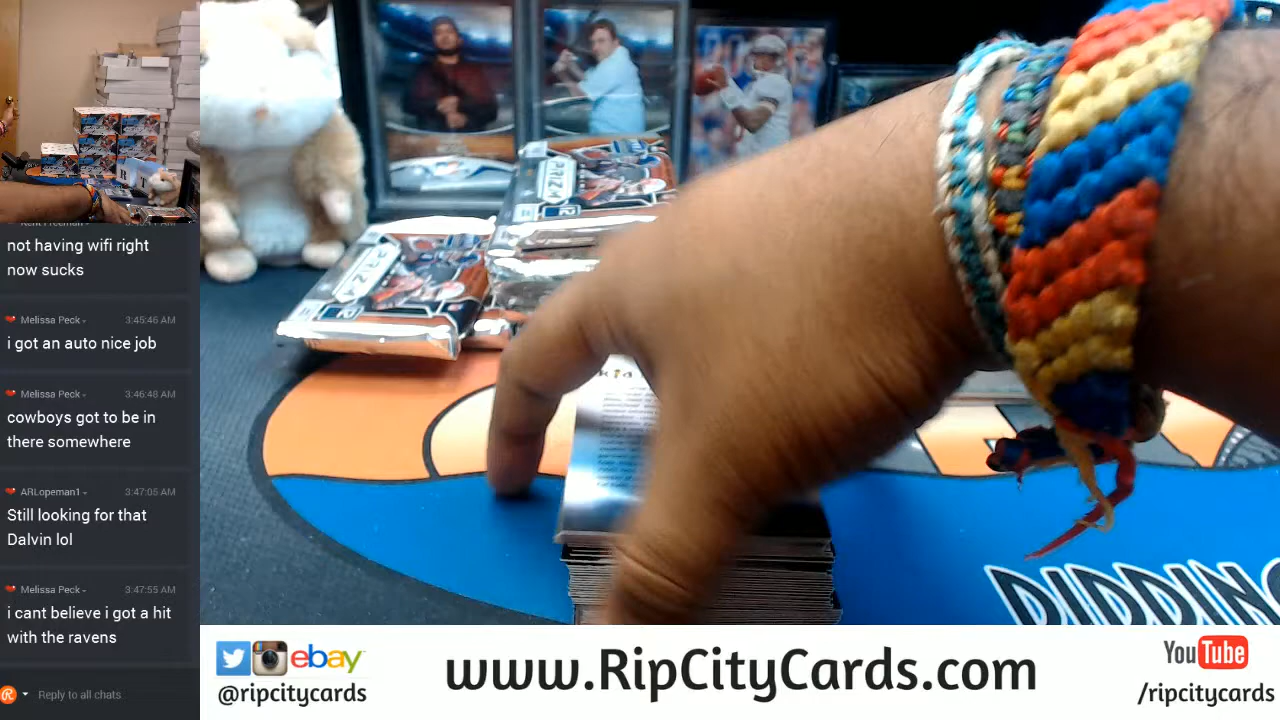 not having wifi right
now sucks
Melissa Peck
3:45:46 AM
i got an auto nice job
Melissa Peck
3:46:48 AM
cowboys got to be in
there somewhere
ARLopeman1
3:47:05 AM
Still looking for that
Dalvin lol
Melissa Peck
3:47:55 AM
i cant believe i got a hit
with the ravens
Reply to all chats
PRIZM
PRIZM
RIDDING
ebay
@ripcitycards
www.RipCityCards.com
YouTube
/ripcitycards